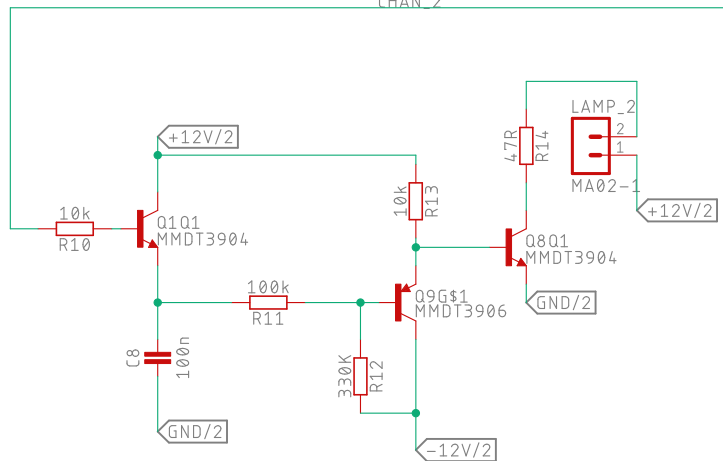 CHAN_2
+12V/2
LAMP_2
2
1
MA02-1
47R
R14
10k
R13
10k
R10
Q1Q1
MMDT3904
+12V/2
Q8Q1
MMDT3904
100k
R11
Q9G$1
MMDT3906
GND/2
C8
100n
330K
R12
GND/2
-12V/2